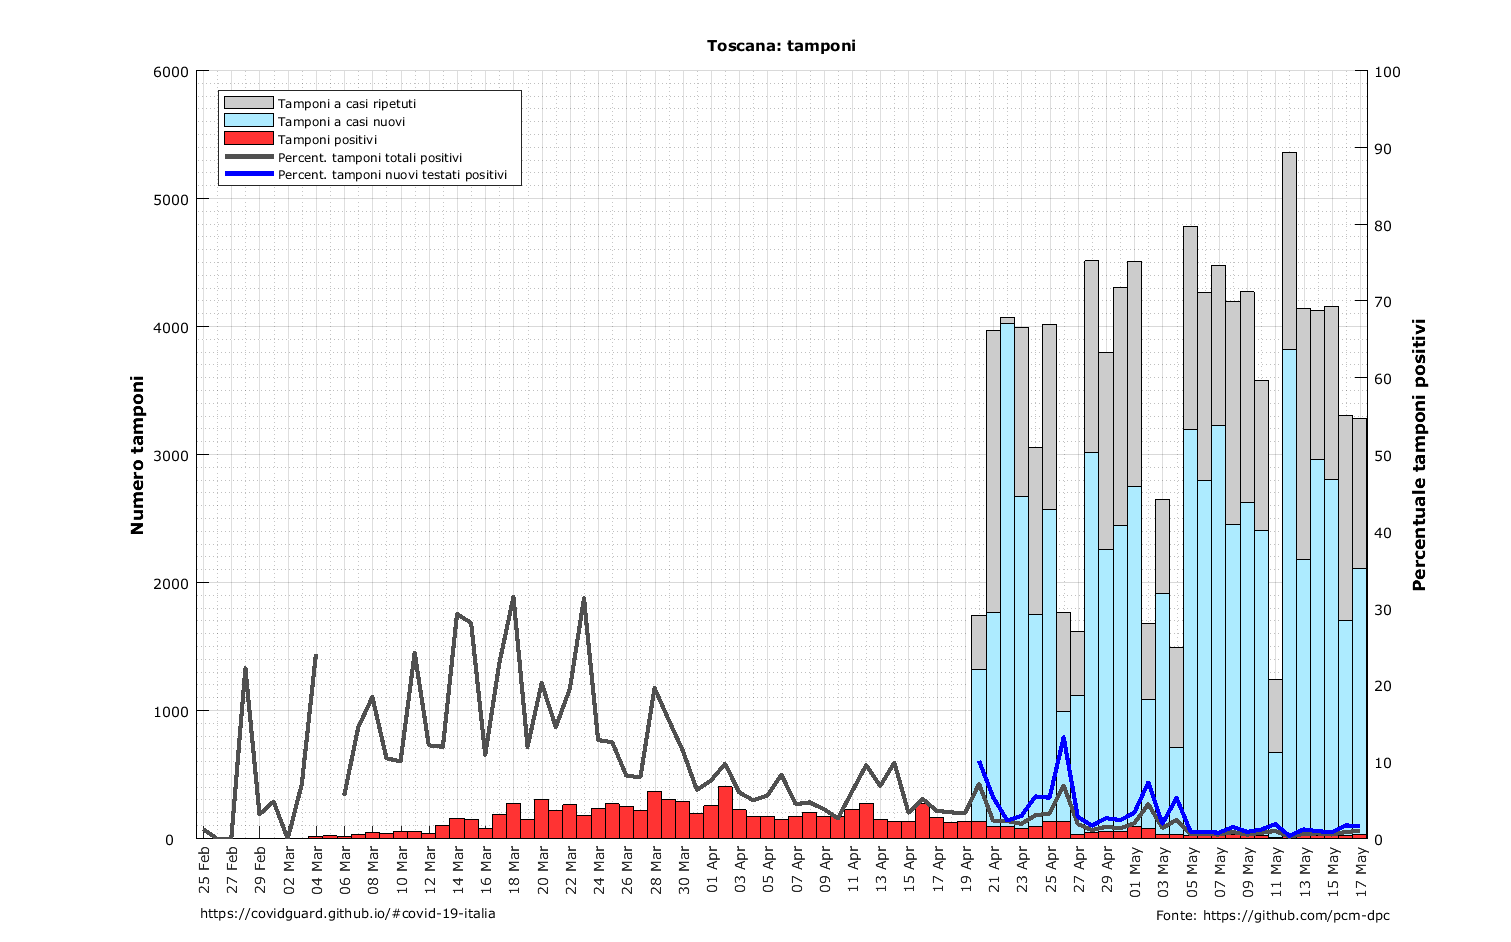 Toscana: tamponi
Tamponi a casi ripetuti
Tamponi a casi nuovi
Tamponi positivi
Percent. tamponi totali positivi
Percent. tamponi nuovi testati positivi
Numero tamponi
6000
5000
4000
3000
2000
1000
0
Percentuale tamponi positivi
100
90
80
70
60
50
40
30
20
10
0
25 Feb
27 Feb
29 Feb
02 Mar
04 Mar
06 Mar
08 Mar
10 Mar
12 Mar
14 Mar
16 Mar
18 Mar
20 Mar
22 Mar
24 Mar
26 Mar
28 Mar
30 Mar
01 Apr
03 Apr
05 Apr
07 Apr
09 Apr
11 Apr
13 Apr
15 Apr
17 Apr
19 Apr
21 Apr
23 Apr
25 Apr
27 Apr
29 Apr
01 May
03 May
05 May
07 May
09 May
11 May
13 May
15 May
17 May
https://covidguard.github.io/#covid-19-italia
Fonte: https://github.com/pcm-dpc